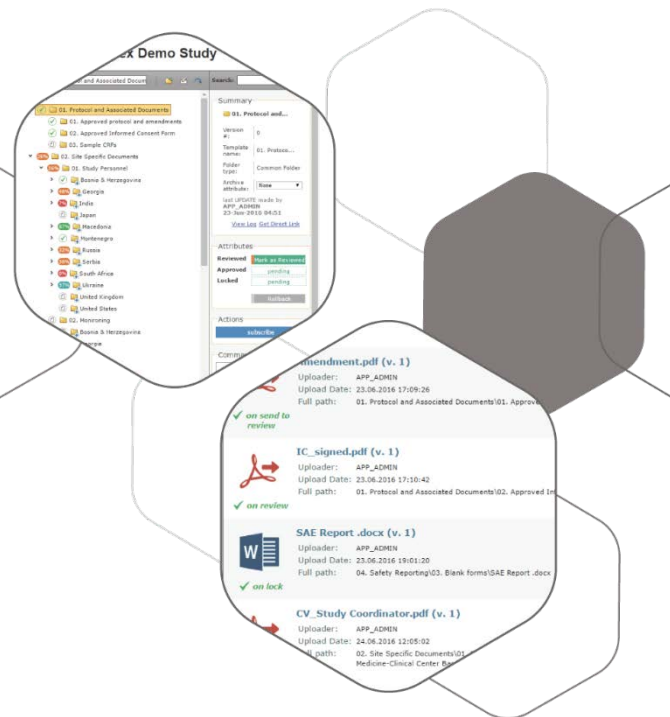 x Demo Study
ol and Associated Docum
Search:
01. Protocol and Associated Documents
01. Approved protocol and amendments
02. Approved Informed Consent Form
03. Sample CRFs
02. Site Specific Documents
01. Study Personnel
Bosnia & Herzegovina
Georgia
India
Japan
Macedonia
Montenegro
Russia
Serbia
South Africa
Ukraine
United Kingdom
United States
02. Monitoring
Bosnia & Herzegovina
Georgia
Summary
01. Protocol and...
Version #: 0
Template name: 01. Protoco...
Folder type: Common Folder
Archive attribute: None
last UPDATE made by
APP_ADMIN
View Log Get Direct Link
Attributes
Reviewed Mark as Reviewed
Approved pending
Locked pending
Rollback
Actions
subscribe
Comme
mendment.pdf (v. 1)
Uploader: APP_ADMIN
Upload Date: 23.06.2016 17:09:26
Full path: 01. Protocol and Associated Documents\01. Approve
on send to
review
IC_signed.pdf (v. 1)
Uploader: APP_ADMIN
Upload Date: 23.06.2016 17:10:42
Full path: 01. Protocol and Associated Documents\02. Approved In
on review
SAE Report .docx (v. 1)
Uploader: APP_ADMIN
Upload Date: 23.06.2016 19:01:20
Full path: 04. Safety Reporting\03. Blank forms\SAE Report .docx
W
on lock
CV_Study Coordinator.pdf (v. 1)
Uploader: APP_ADMIN
Upload Date: 24.06.2016 12:05:02
ll path: 02. Site Specific Documents\01.
Medicine-Clinical Center Ba